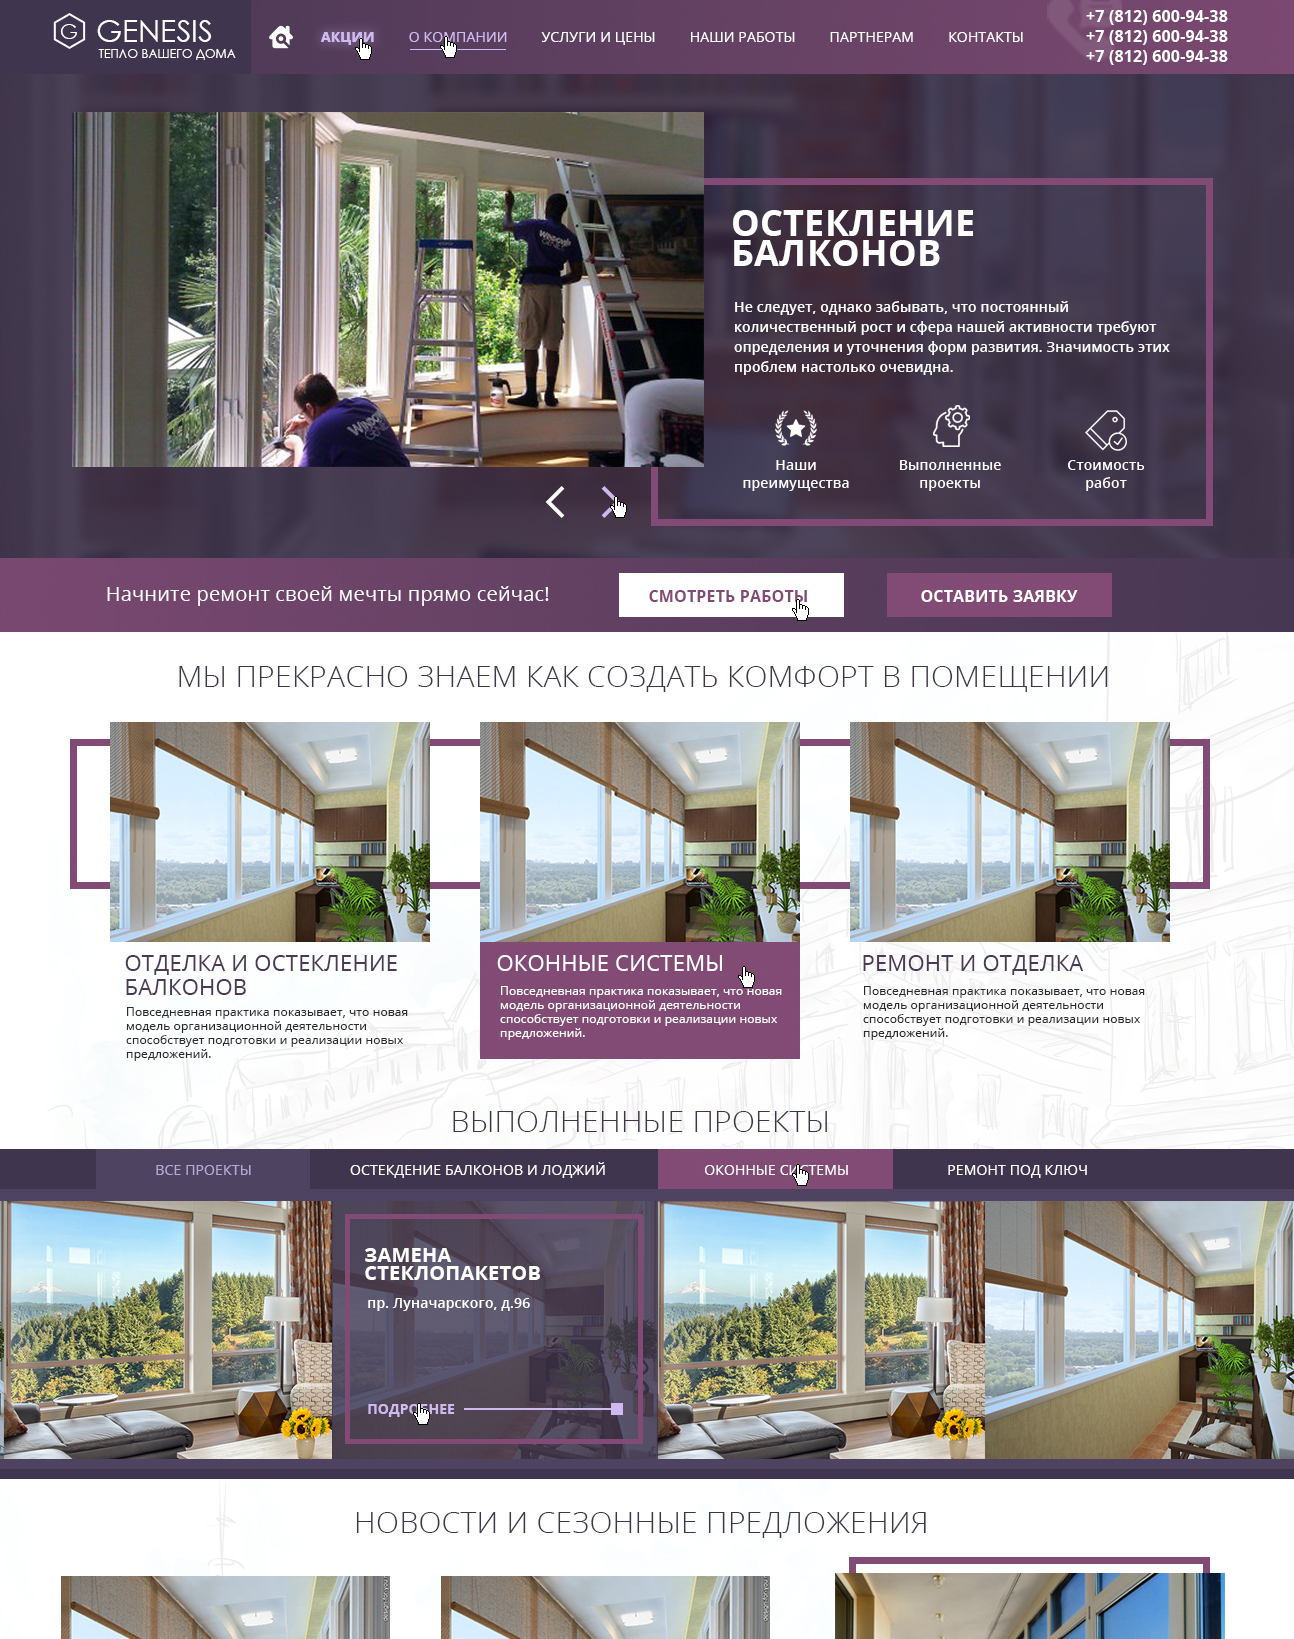 GENESIS
ТЕПЛО ВАШЕГО ДОМА
АКЦИИ
О КОМПАНИИ
УСЛУГИ И ЦЕНЫ
НАШИ РАБОТЫ
ПАРТНЕРАМ
КОНТАКТЫ
+7 (812) 600-94-38
+7 (812) 600-94-38
+7 (812) 600-94-38
ОСТЕКЛЕНИЕ
БАЛКОНОВ
Не следует, однако забывать, что постоянный
количественный рост и сфера нашей активности требуют
определения и уточнения форм развития. Значимость этих
проблем настолько очевидна.
Наши
преимущества
Выполненные
проекты
Стоимость
работ
Начните ремонт своей мечты прямо сейчас!
СМОТРЕТЬ РАБОТЫ
ОСТАВИТЬ ЗАЯВКУ
МЫ ПРЕКРАСНО ЗНАЕМ КАК СОЗДАТЬ КОМФОРТ В ПОМЕЩЕНИИ
ОТДЕЛКА И ОСТЕКЛЕНИЕ
БАЛКОНОВ
Повседневная практика показывает, что новая
модель организационной деятельности
способствует подготовки и реализации новых
предложений.
ОКОННЫЕ СИСТЕМЫ
Повседневная практика показывает, что новая
модель организационной деятельности
способствует подготовки и реализации новых
предложений.
РЕМОНТ И ОТДЕЛКА
Повседневная практика показывает, что новая
модель организационной деятельности
способствует подготовки и реализации новых
предложений.
ВЫПОЛНЕННЫЕ ПРОЕКТЫ
ВСЕ ПРОЕКТЫ
ОСТЕКДЕНИЕ БАЛКОНОВ И ЛОДЖИЙ
ОКОННЫЕ СИСТЕМЫ
РЕМОНТ ПОД КЛЮЧ
ЗАМЕНА
СТЕКЛОПАКЕТОВ
пр. Луначарского, д.96
ПОДРОБНЕЕ
НОВОСТИ И СЕЗОННЫЕ ПРЕДЛОЖЕНИЯ